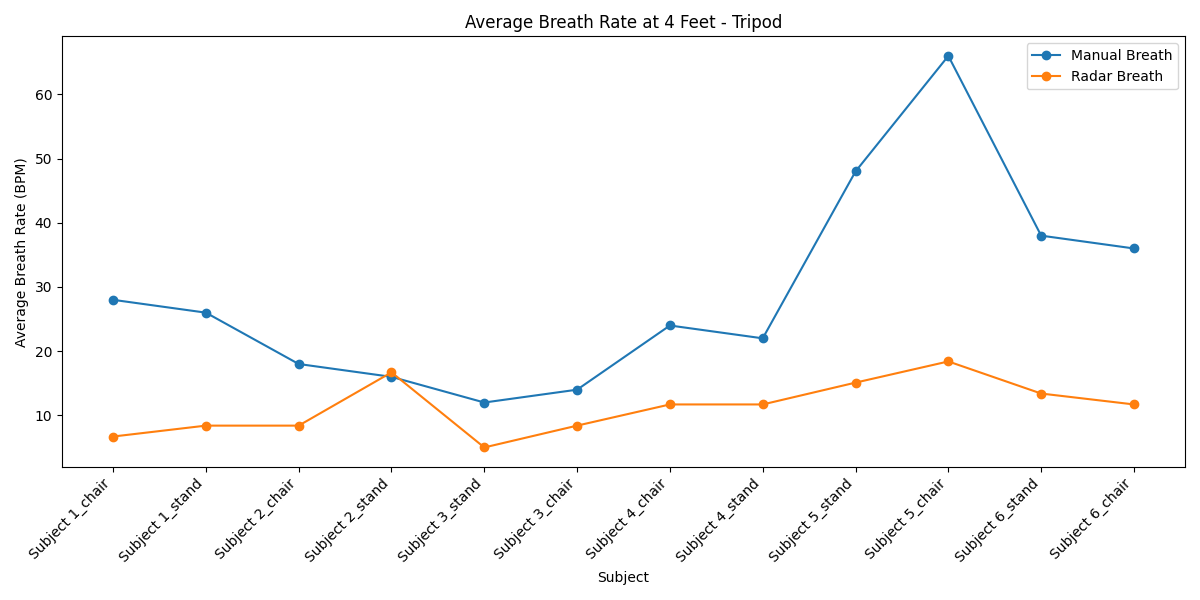 Average Breath Rate at 4 Feet - Tripod
Manual Breath
Radar Breath
Average Breath Rate (BPM)
60
50
40
30
20
10
Subject 1_chair
Subject 1_stand
Subject 2_chair
Subject 2_stand
Subject 3_stand
Subject 3_chair
Subject 4_chair
Subject 4_stand
Subject 5_stand
Subject 5_chair
Subject 6_stand
Subject 6_chair
Subject